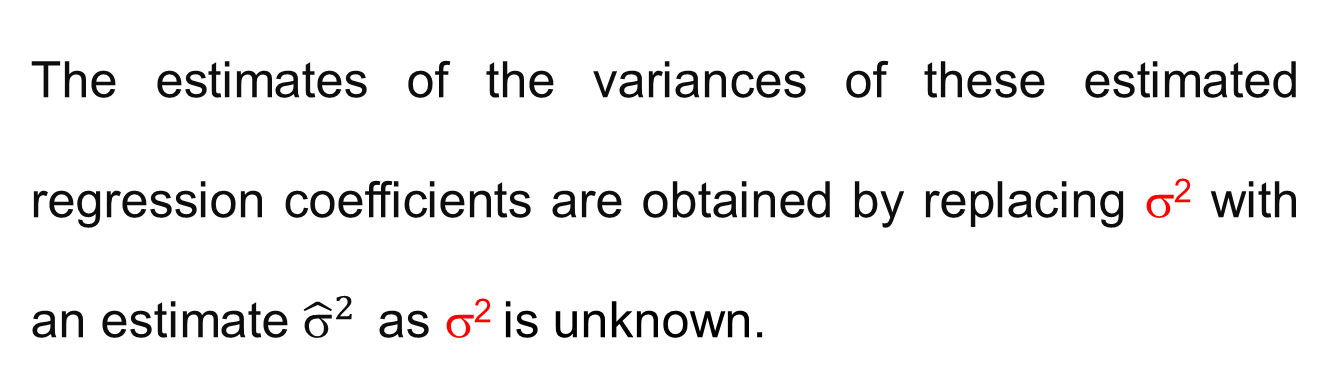 The estimates of the variances of these estimated
regression coefficients are obtained by replacing σ² with
an estimate σ̂² as σ² is unknown.